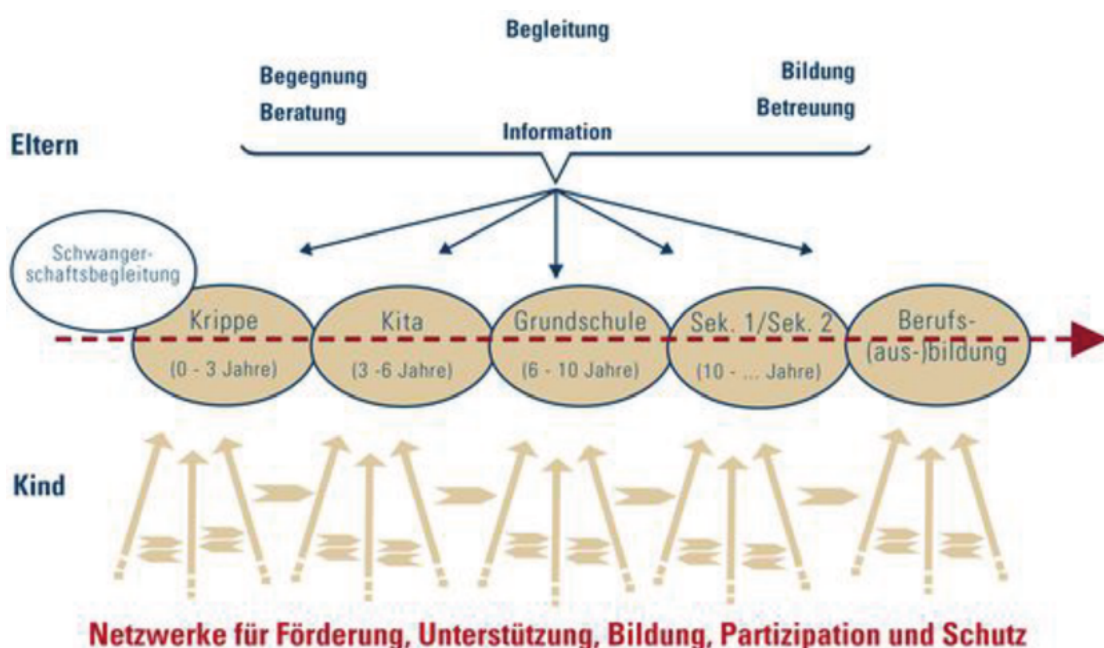 Begleitung
Begegnung
Bildung
Beratung
Betreuung
Information
Eltern
Schwanger-
schaftsbegleitung
Krippe
(0 - 3 Jahre)
Kita
(3 -6 Jahre)
Grundschule
(6 - 10 Jahre)
Sek. 1/Sek. 2
(10 - ... Jahre)
Berufs-
(aus-)bildung
Kind
Netzwerke für Förderung, Unterstützung, Bildung, Partizipation und Schutz